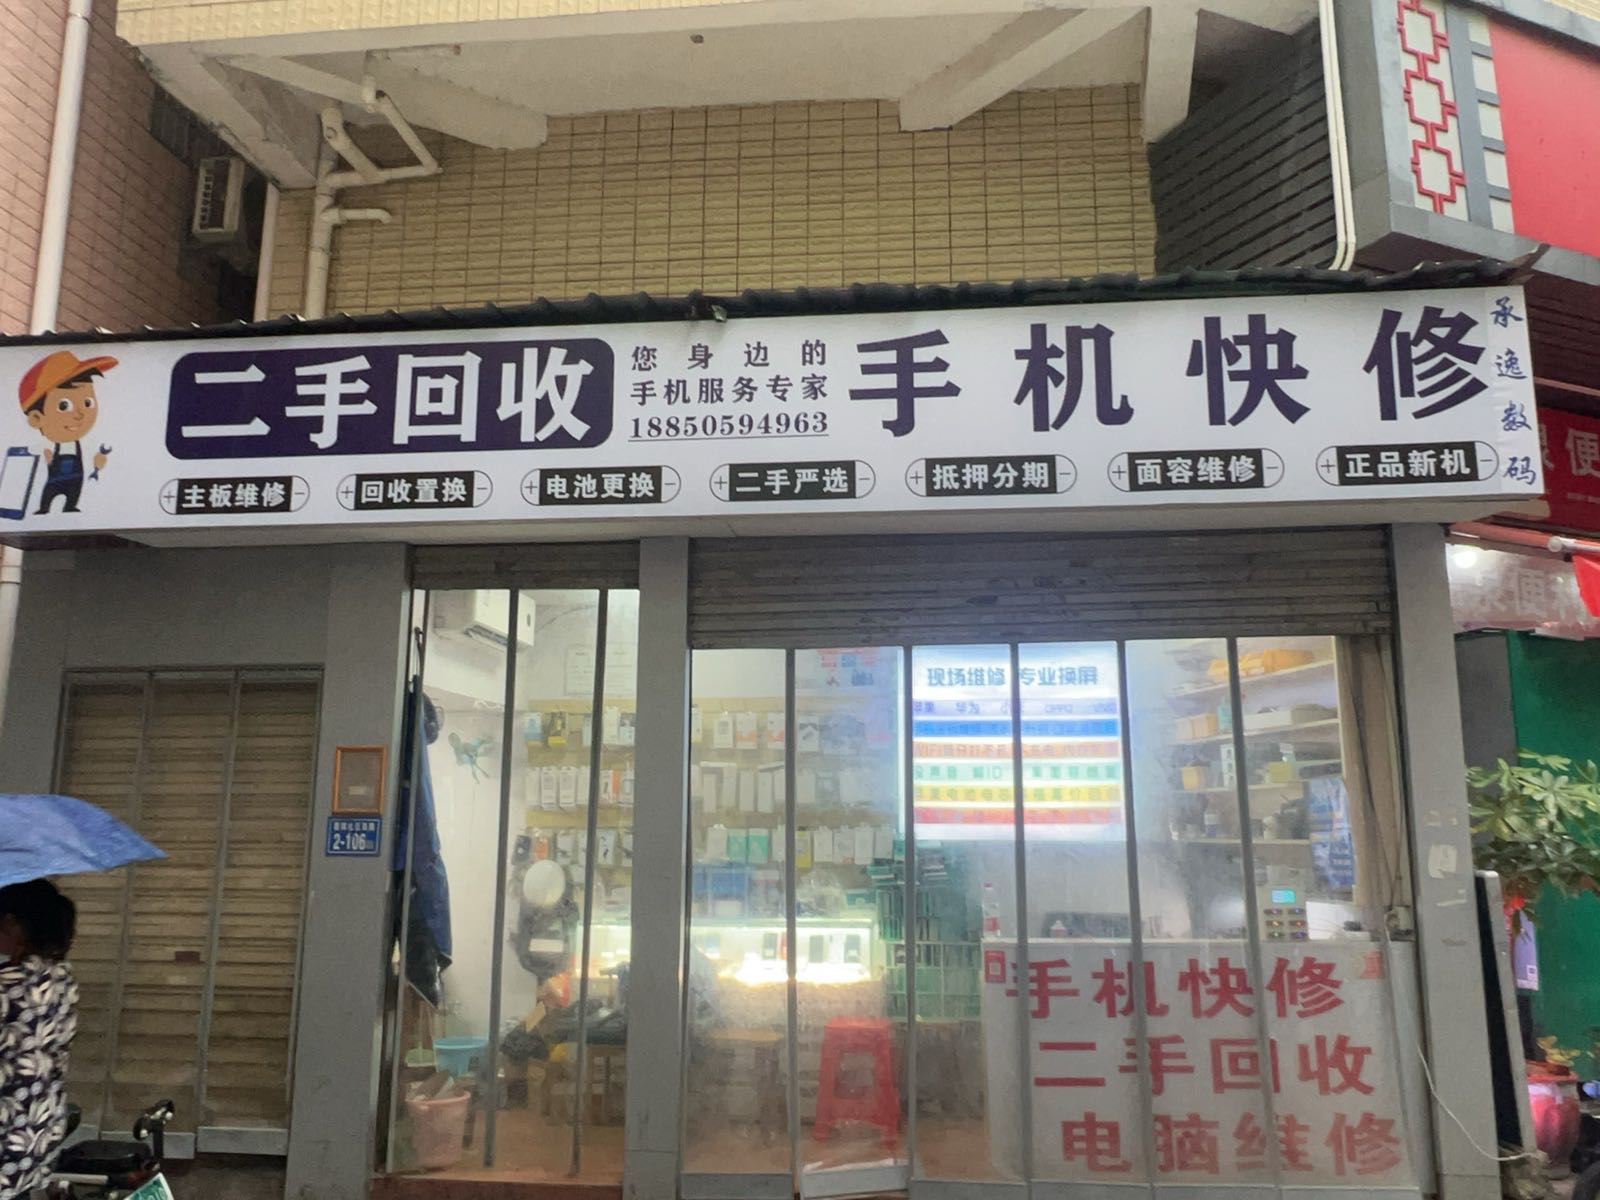 二手回收
您身边的
手机服务专家
18850594963
手机快修
承逸数码
主板维修
回收置换
电池更换
二手严选
抵押分期
面容维修
正品新机
现场维修 专业换屏
2-106
手机快修
二手回收
电脑维修